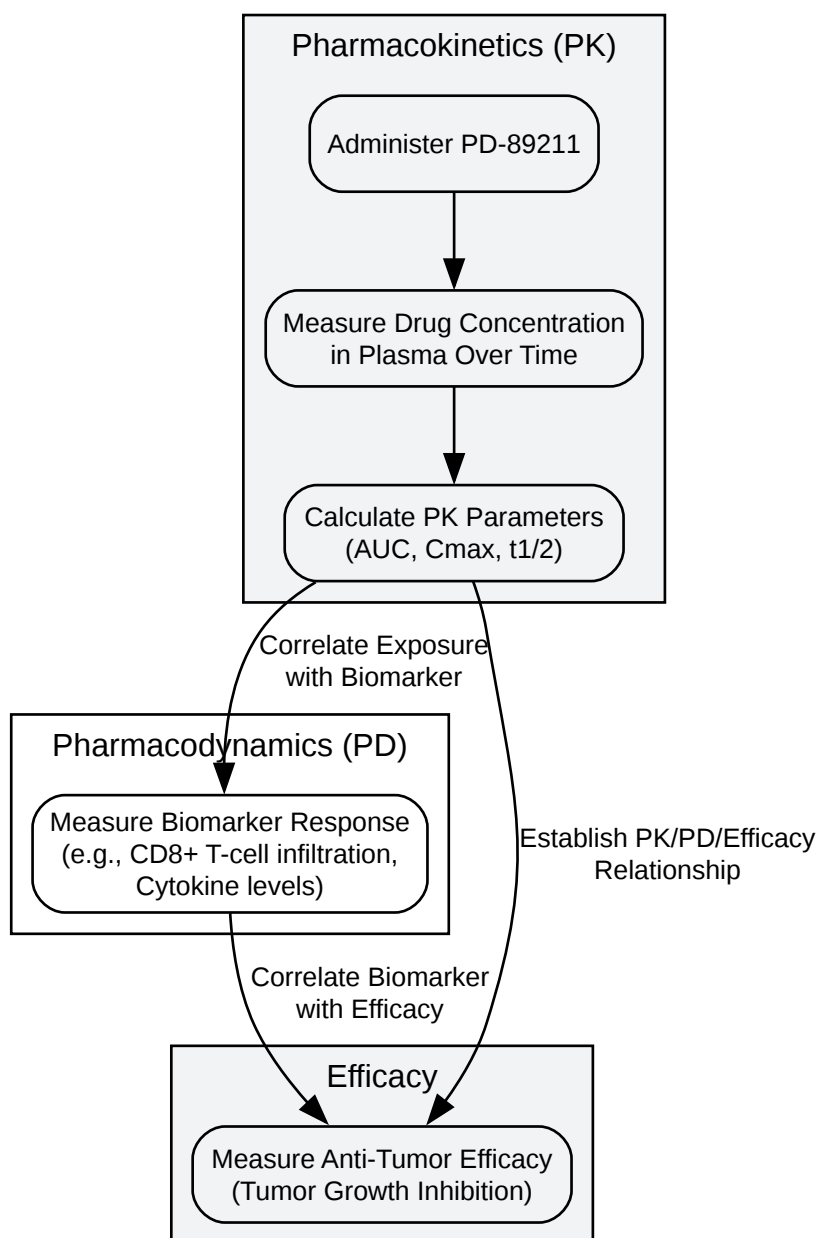 Pharmacokinetics (PK)
Administer PD-89211
Measure Drug Concentration
in Plasma Over Time
Calculate PK Parameters
(AUC, Cmax, t1/2)
Correlate Exposure
with Biomarker
Pharmacodynamics (PD)
Measure Biomarker Response
(e.g., CD8+ T-cell infiltration,
Cytokine levels)
Establish PK/PD/Efficacy
Relationship
Correlate Biomarker
with Efficacy
Efficacy
Measure Anti-Tumor Efficacy
(Tumor Growth Inhibition)